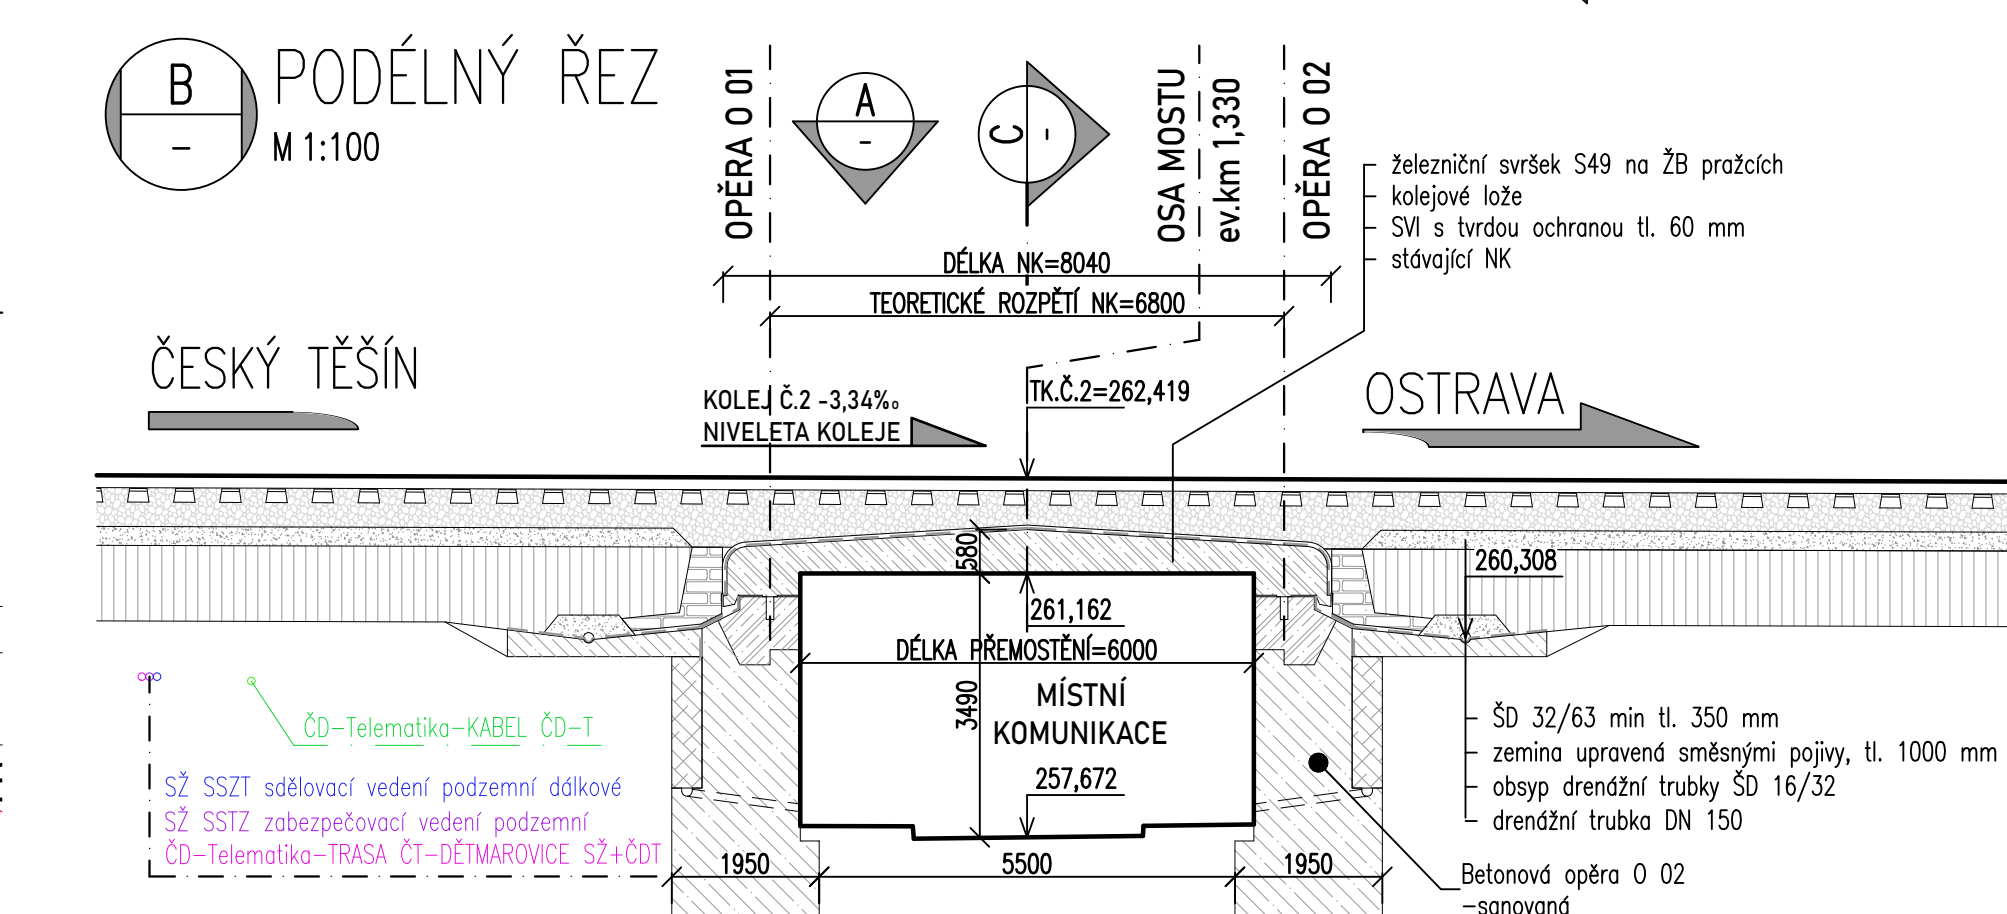 B
-
PODÉLNÝ ŘEZ
M 1:100
OPĚRA O 01
A
-
C
-
OSA MOSTU
ev.km 1,330
OPĚRA O 02
železniční svršek S49 na ŽB pražcích
kolejové lože
SVI s tvrdou ochranou tl. 60 mm
stávající NK
DÉLKA NK=8040
TEORETICKÉ ROZPĚTÍ NK=6800
ČESKÝ TĚŠÍN
KOLEJ Č.2 -3,34‰
NIVELETA KOLEJE
TK.Č.2=262,419
OSTRAVA
580
260,308
261,162
DÉLKA PŘEMOSTĚNÍ=6000
3490
MÍSTNÍ
KOMUNIKACE
257,672
ČD-Telematika-KABEL ČD-T
SŽ SSZT sdělovací vedení podzemní dálkové
SŽ SSTZ zabezpečovací vedení podzemní
ČD-Telematika-TRASA ČT-DĚTMAROVICE SŽ+ČDT
ŠD 32/63 min tl. 350 mm
zemina upravená směsnými pojivy, tl. 1000 mm
obsyp drenážní trubky ŠD 16/32
drenážní trubka DN 150
1950
5500
1950
Betonová opěra O 02
-sanovaná